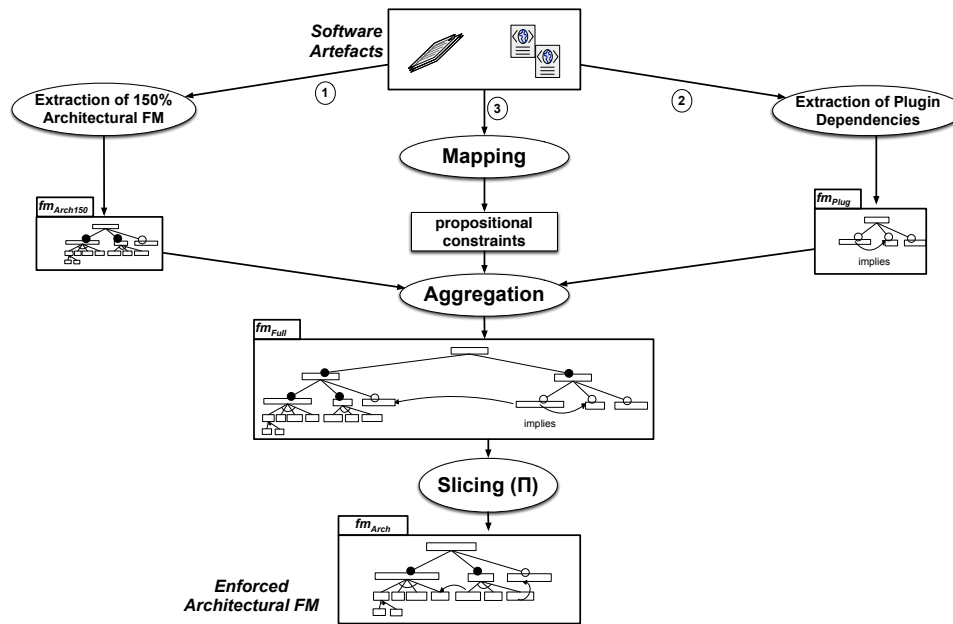 Software
Artefacts
1
3
2
Extraction of 150%
Architectural FM
Extraction of Plugin
Dependencies
Mapping
fmArch150
fmPlug
propositional
constraints
implies
Aggregation
fmFull
implies
Slicing (Π)
fmArch
Enforced
Architectural FM